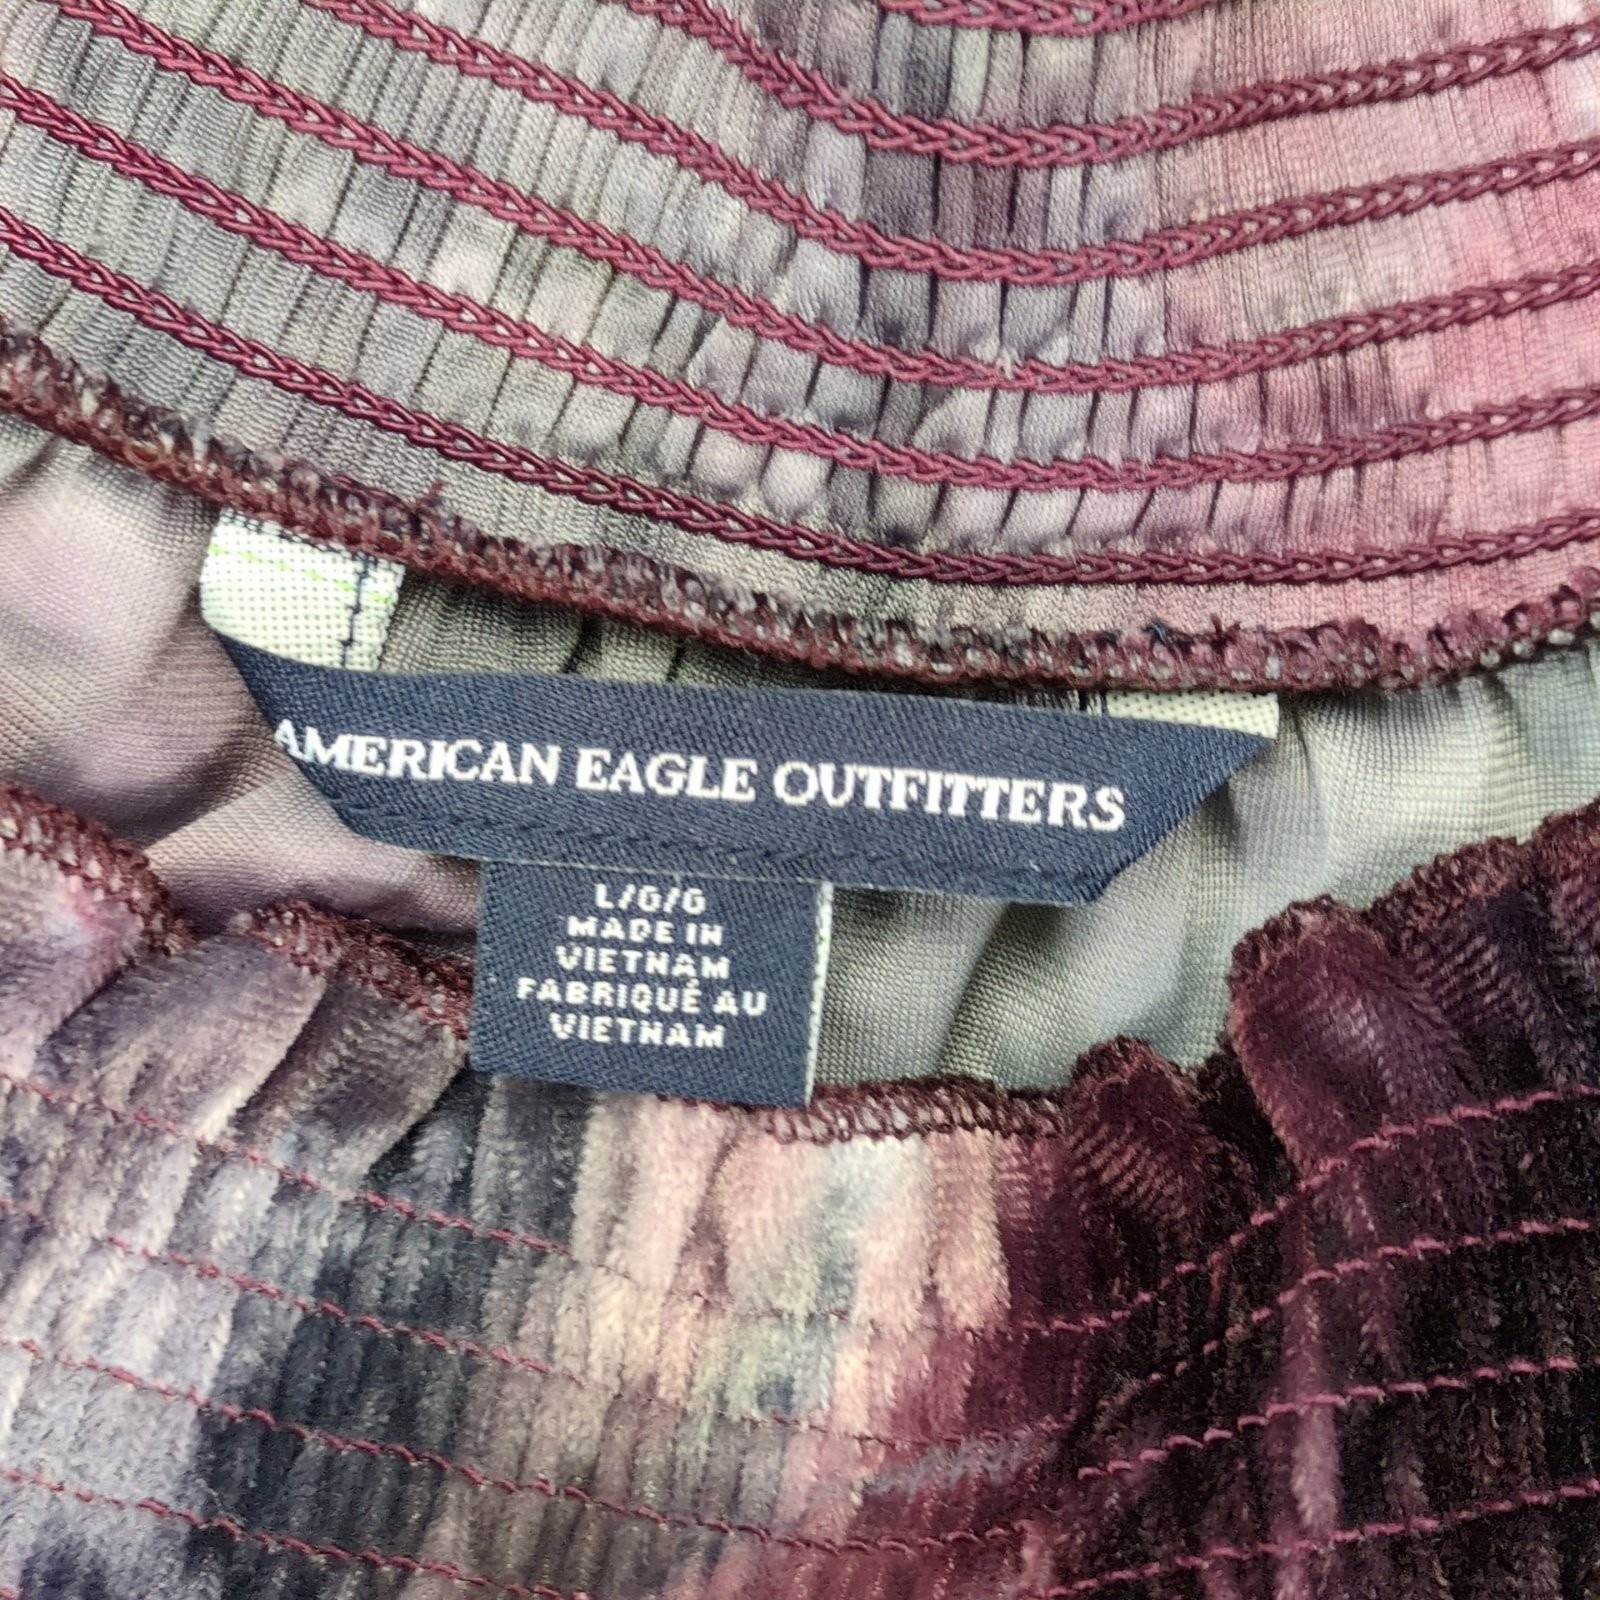 AMERICAN EAGLE OUTFITTERS
L/G/G
MADE IN
VIETNAM
FABRIQUÉ AU
VIETNAM